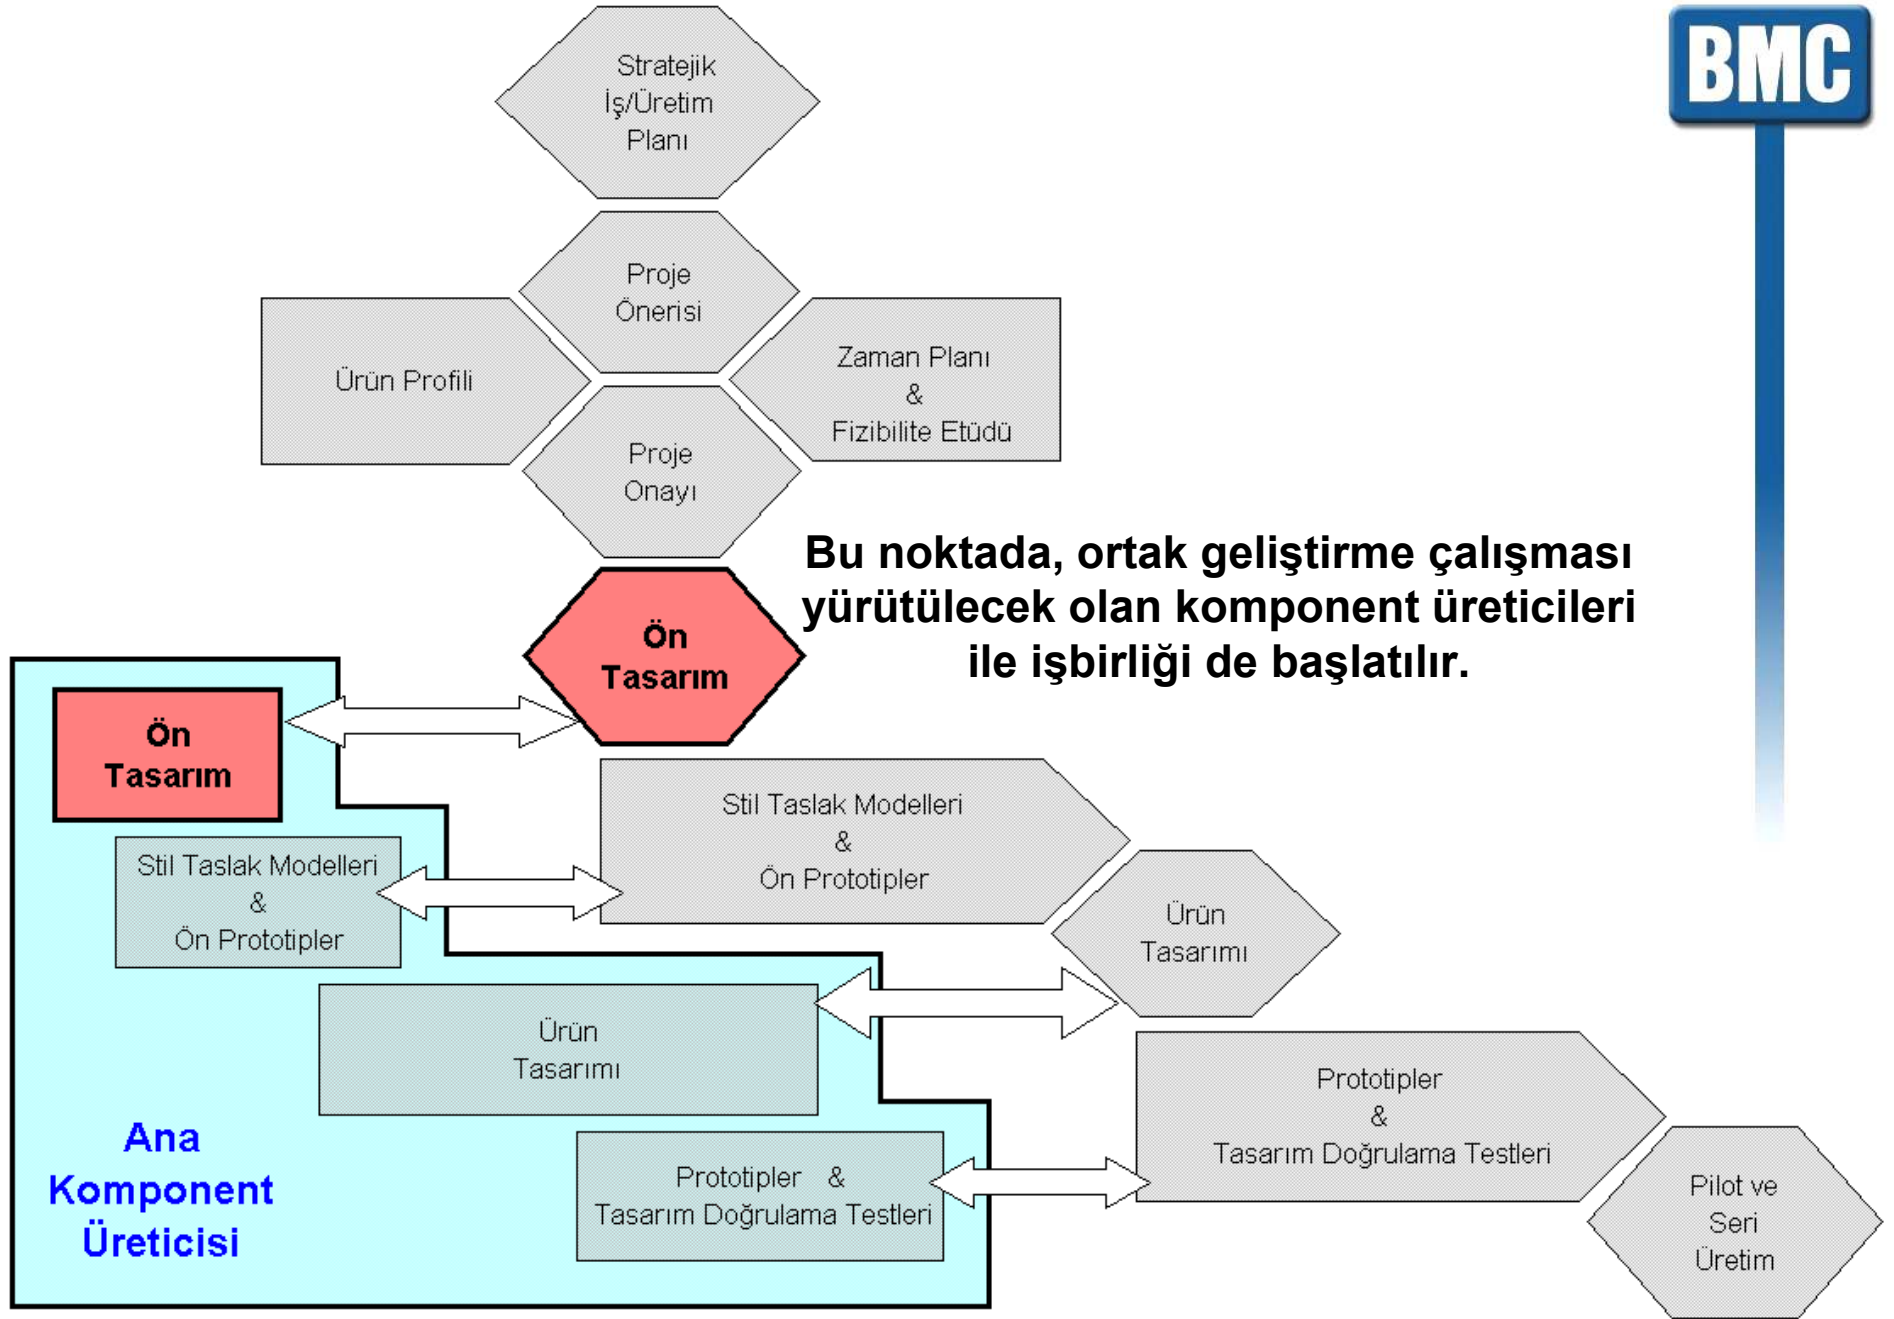 BMC
Stratejik
İş/Üretim
Planı
Proje
Önerisi
Ürün Profili
Zaman Planı
&
Fizibilite Etüdü
Proje
Onayı
Bu noktada, ortak geliştirme çalışması
yürütülecek olan komponent üreticileri
ile işbirliği de başlatılır.
Ön
Tasarım
Ön
Tasarım
Stil Taslak Modelleri
&
Ön Prototipler
Stil Taslak Modelleri
&
Ön Prototipler
Ürün
Tasarımı
Ürün
Tasarımı
Prototipler
&
Tasarım Doğrulama Testleri
Ana
Komponent
Üreticisi
Prototipler &
Tasarım Doğrulama Testleri
Pilot ve
Seri
Üretim